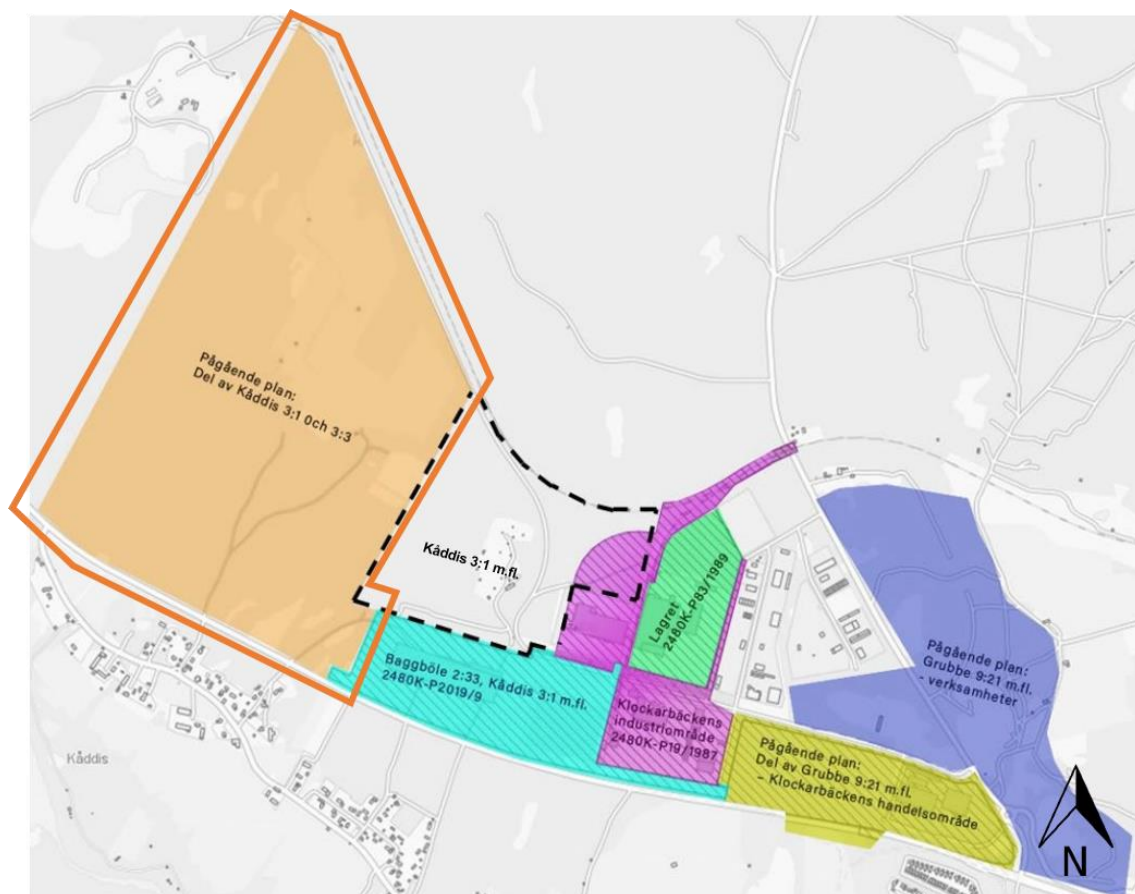 Pågående plan:
Del av Kåddis 3:1 0ch 3:3
Kåddis 3:1 m.fl.
Lagret
2480K-P83/1989
Baggböle 2:33, Kåddis 3:1 m.fl.
2480K-P2019/9
Klockarbäckens
industriområde
2480K-P19/1987
Pågående plan:
Grubbe 9:21 m.fl.
- verksamheter
Pågående plan:
Del av Grubbe 9:21 m.fl.
- Klockarbäckens handelsområde
Kåddis
N